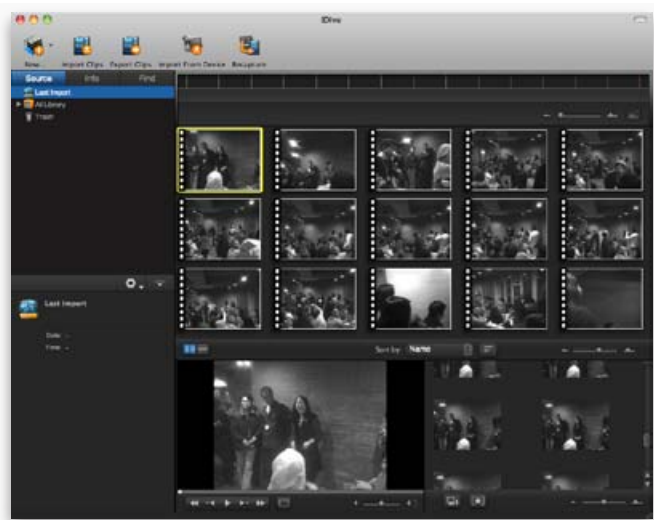 iDive
New... Import Clips Export Clips Import From Device Recapture
Source Info Find
Last Import
All Library
Trash
Last Import
Date: -
Time: -
Sort by: Name